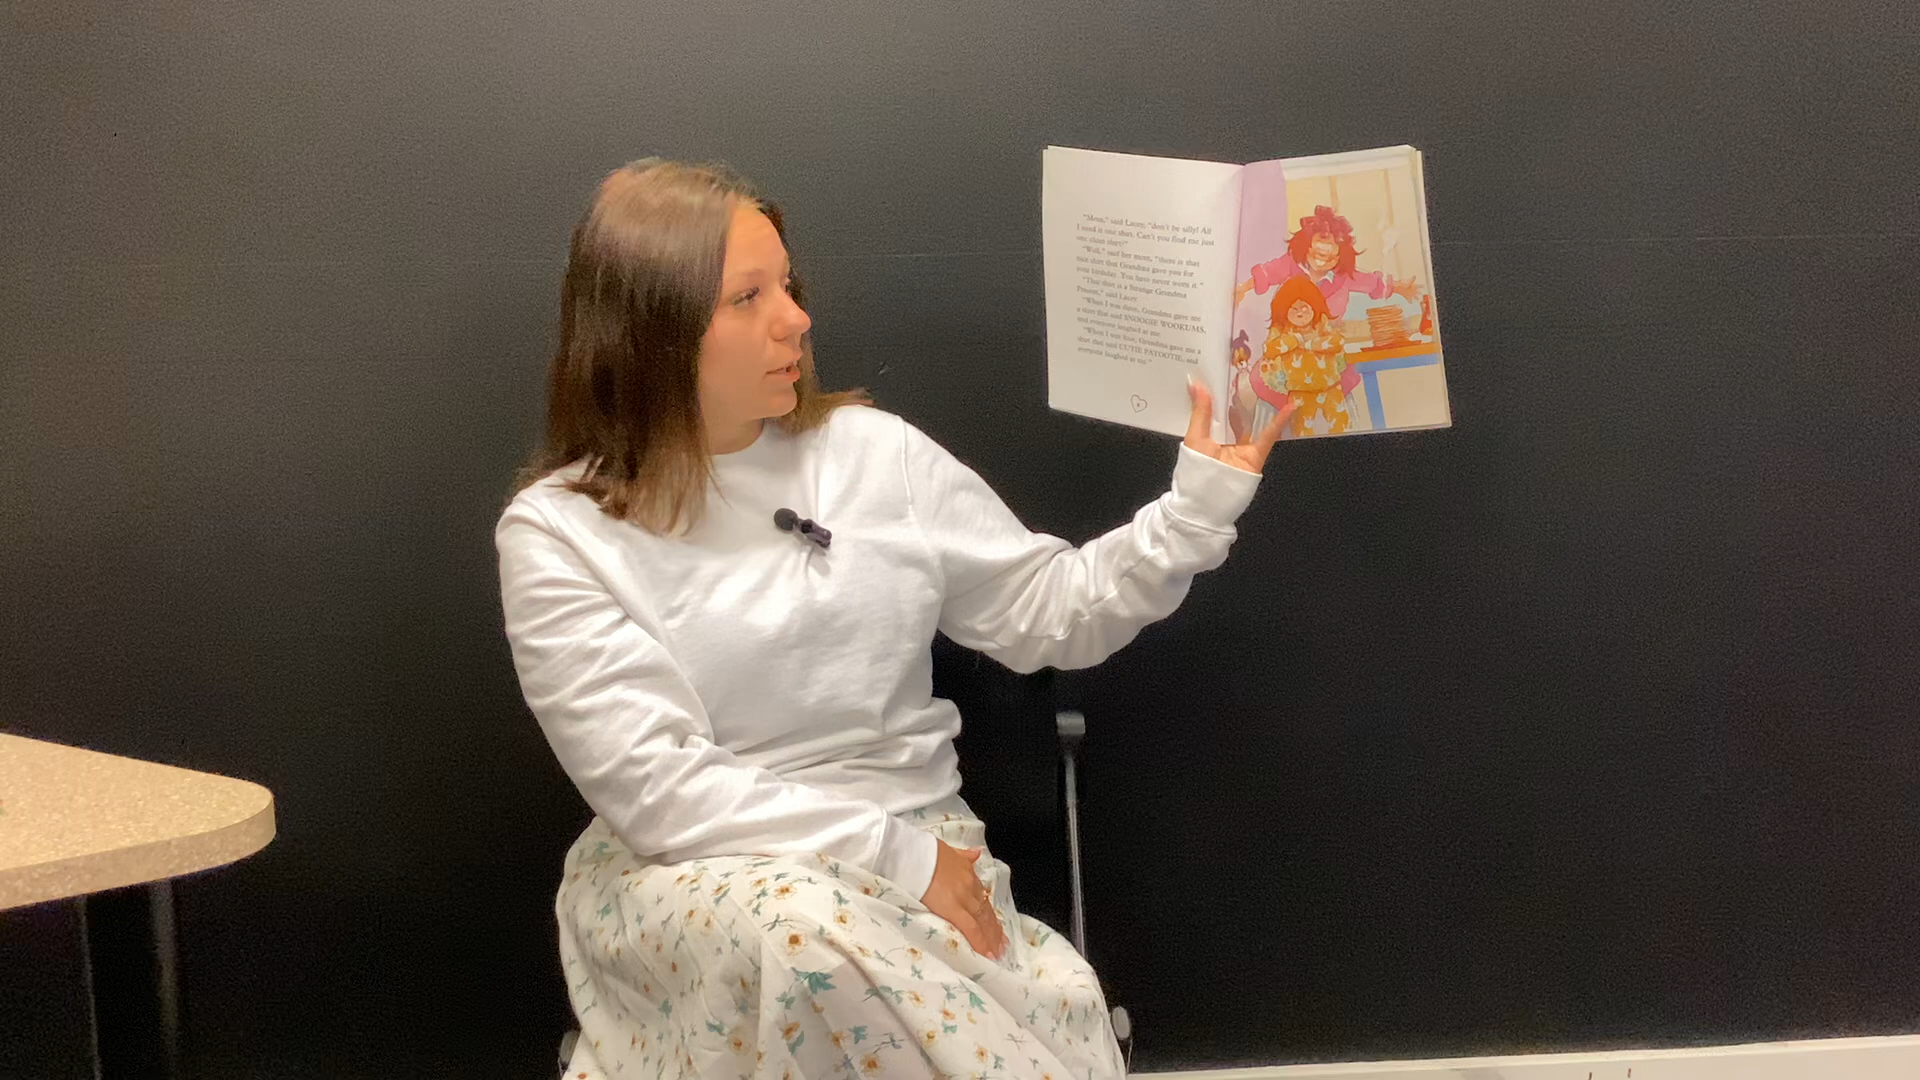 "Mom," said Lacey, "don't be silly! All
I need is one shirt. Can't you find me just
one clean shirt?"
"Well," said her mom, "there is that
nice shirt that Grandma gave you for
your birthday. You have never worn it."
"That shirt is a Strange Grandma
Present," said Lacey.
"When I was three, Grandma gave me
a shirt that said SNOOGIE WOOKUMS,
and everyone laughed at me.
"When I was four, Grandma gave me a
shirt that said CUTIE PATOOTIE, and
everyone laughed at me."